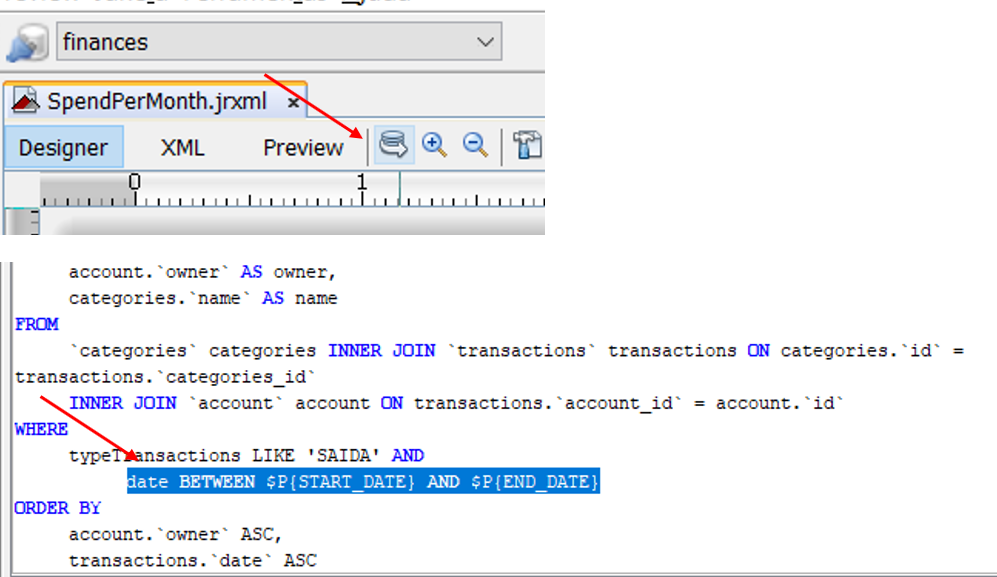 finances
SpendPerMonth.jrxml ×
Designer XML Preview
0 1
account.`owner` AS owner,
categories.`name` AS name
FROM
`categories` categories INNER JOIN `transactions` transactions ON categories.`id` =
transactions.`categories_id`
INNER JOIN `account` account ON transactions.`account_id` = account.`id`
WHERE
typeTransactions LIKE 'SAIDA' AND
date BETWEEN $P{START_DATE} AND $P{END_DATE}
ORDER BY
account.`owner` ASC,
transactions.`date` ASC